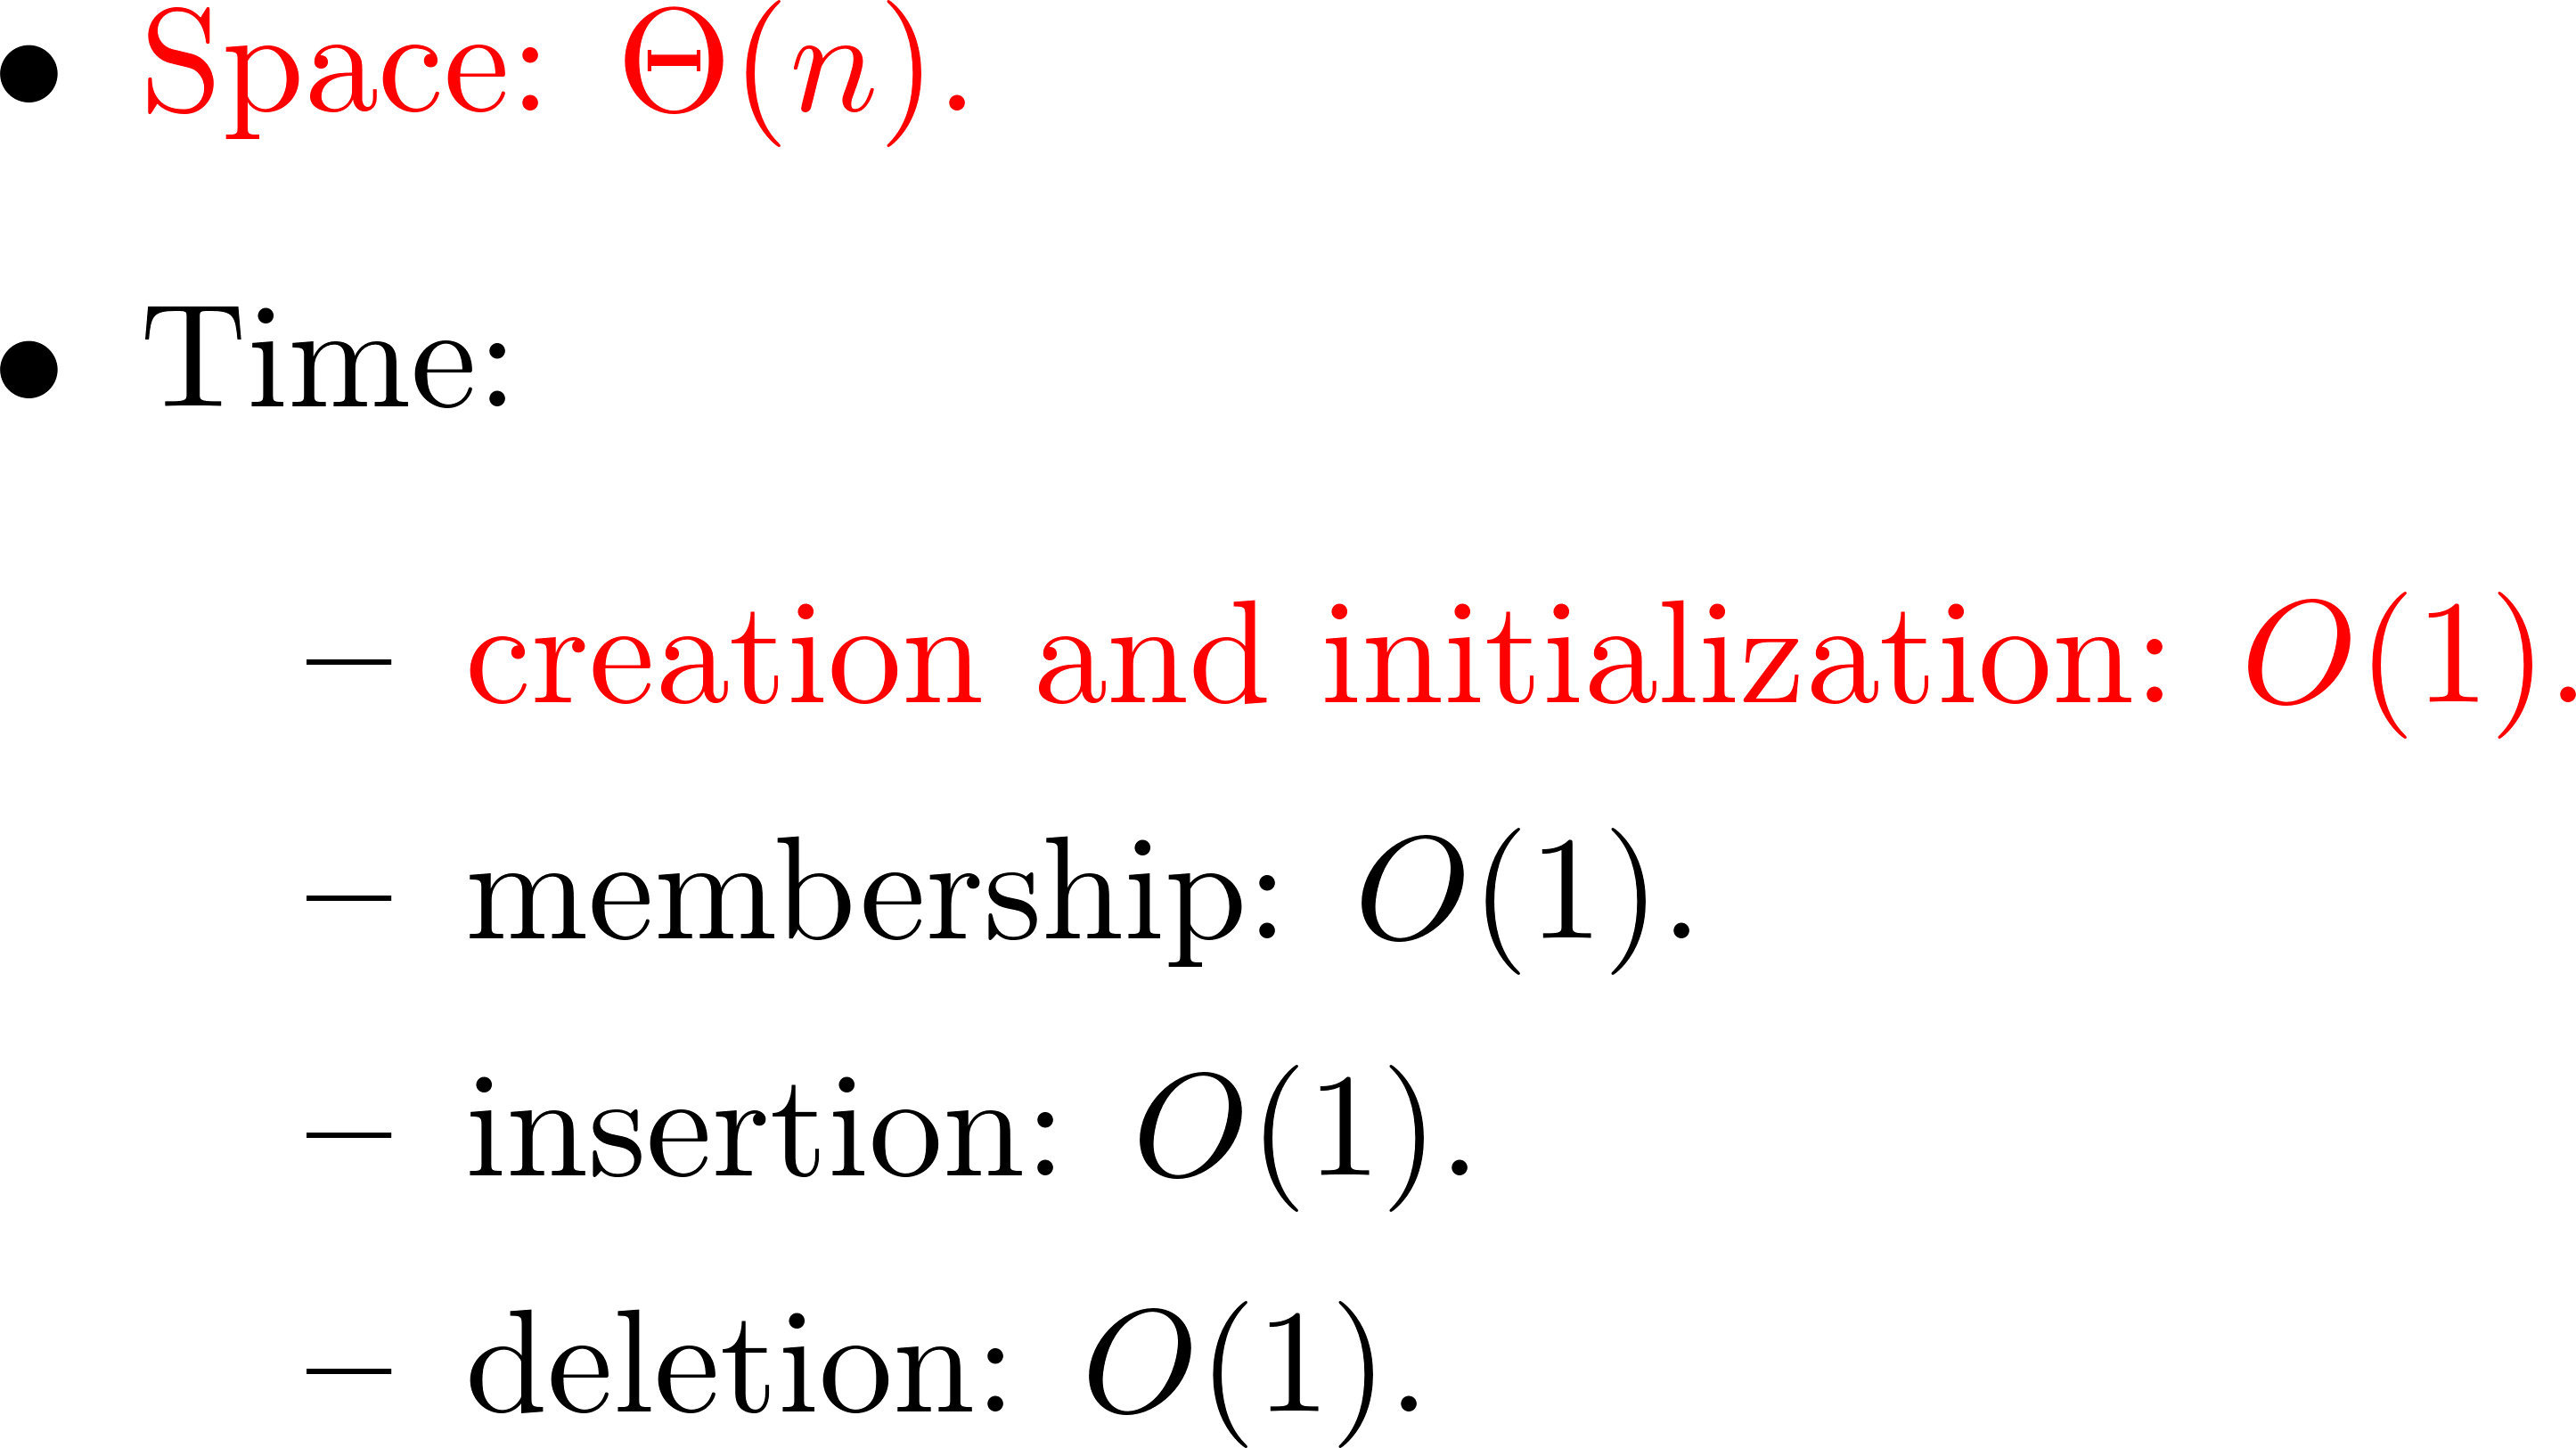 • Space: Θ(n).
• Time:
– creation and initialization: O(1).
– membership: O(1).
– insertion: O(1).
– deletion: O(1).